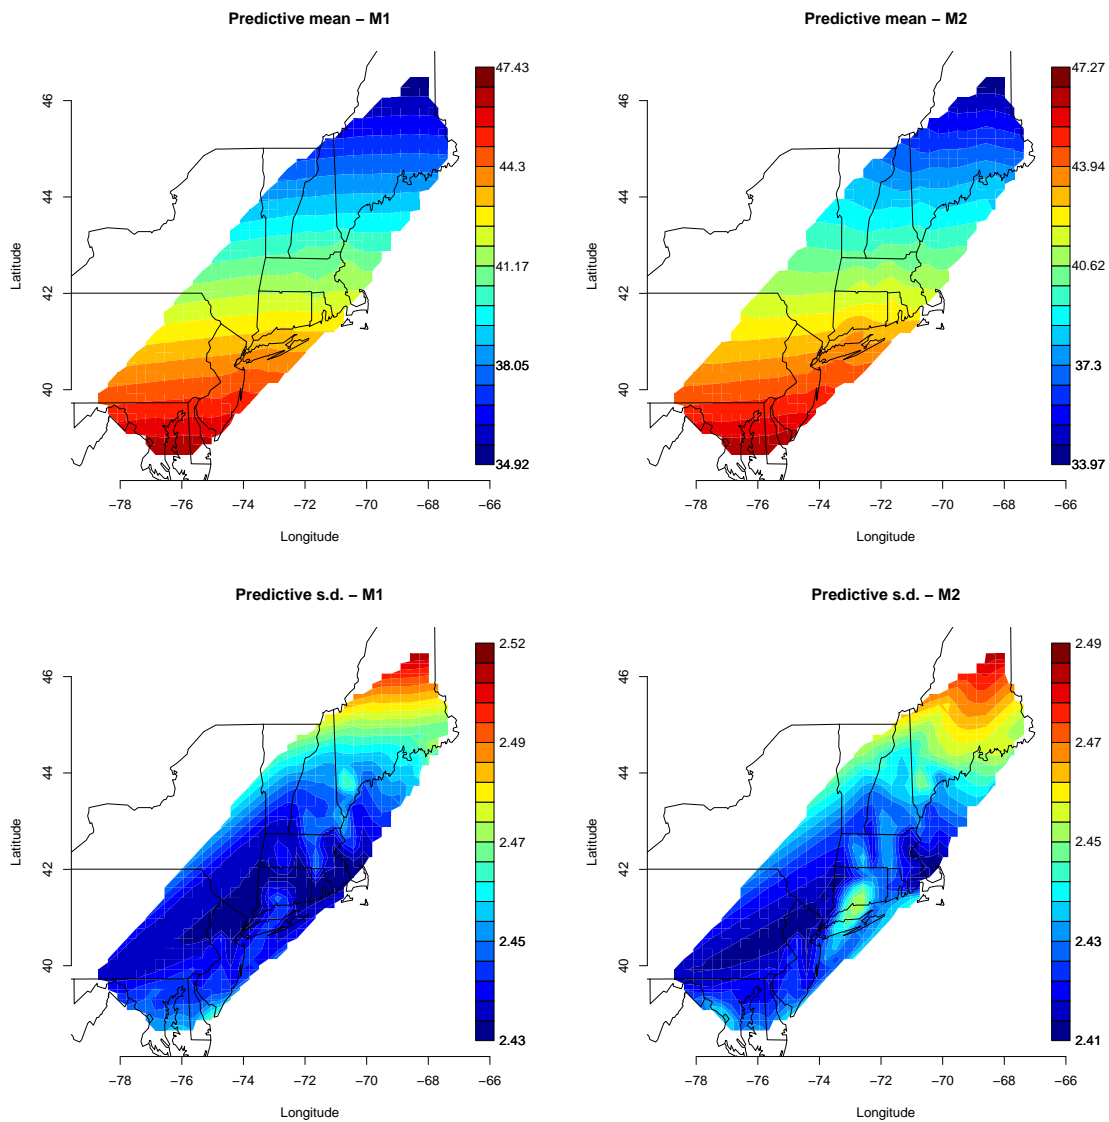 Predictive mean − M1
Latitude
46
44
42
40
−78 −76 −74 −72 −70 −68 −66
Longitude
47.43
44.3
41.17
38.05
34.92
Predictive mean − M2
Latitude
46
44
42
40
−78 −76 −74 −72 −70 −68 −66
Longitude
47.27
43.94
40.62
37.3
33.97
Predictive s.d. − M1
Latitude
46
44
42
40
−78 −76 −74 −72 −70 −68 −66
Longitude
2.52
2.49
2.47
2.45
2.43
Predictive s.d. − M2
Latitude
46
44
42
40
−78 −76 −74 −72 −70 −68 −66
Longitude
2.49
2.47
2.45
2.43
2.41